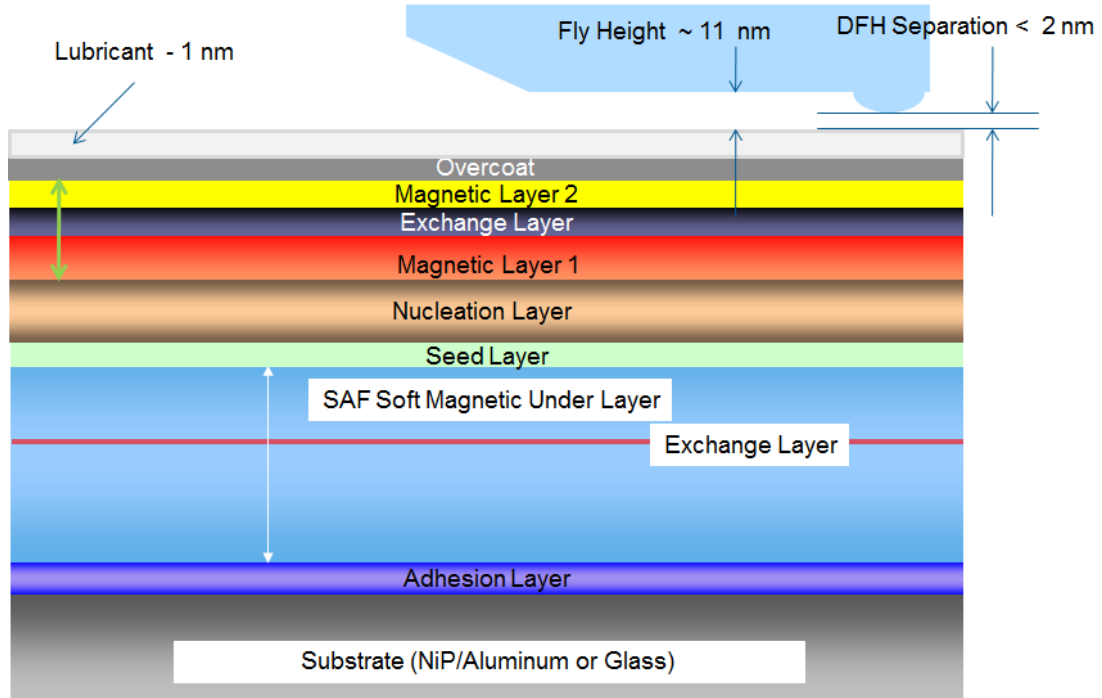 Fly Height ~ 11 nm
DFH Separation < 2 nm
Lubricant - 1 nm
Overcoat
Magnetic Layer 2
Exchange Layer
Magnetic Layer 1
Nucleation Layer
Seed Layer
SAF Soft Magnetic Under Layer
Exchange Layer
Adhesion Layer
Substrate (NiP/Aluminum or Glass)